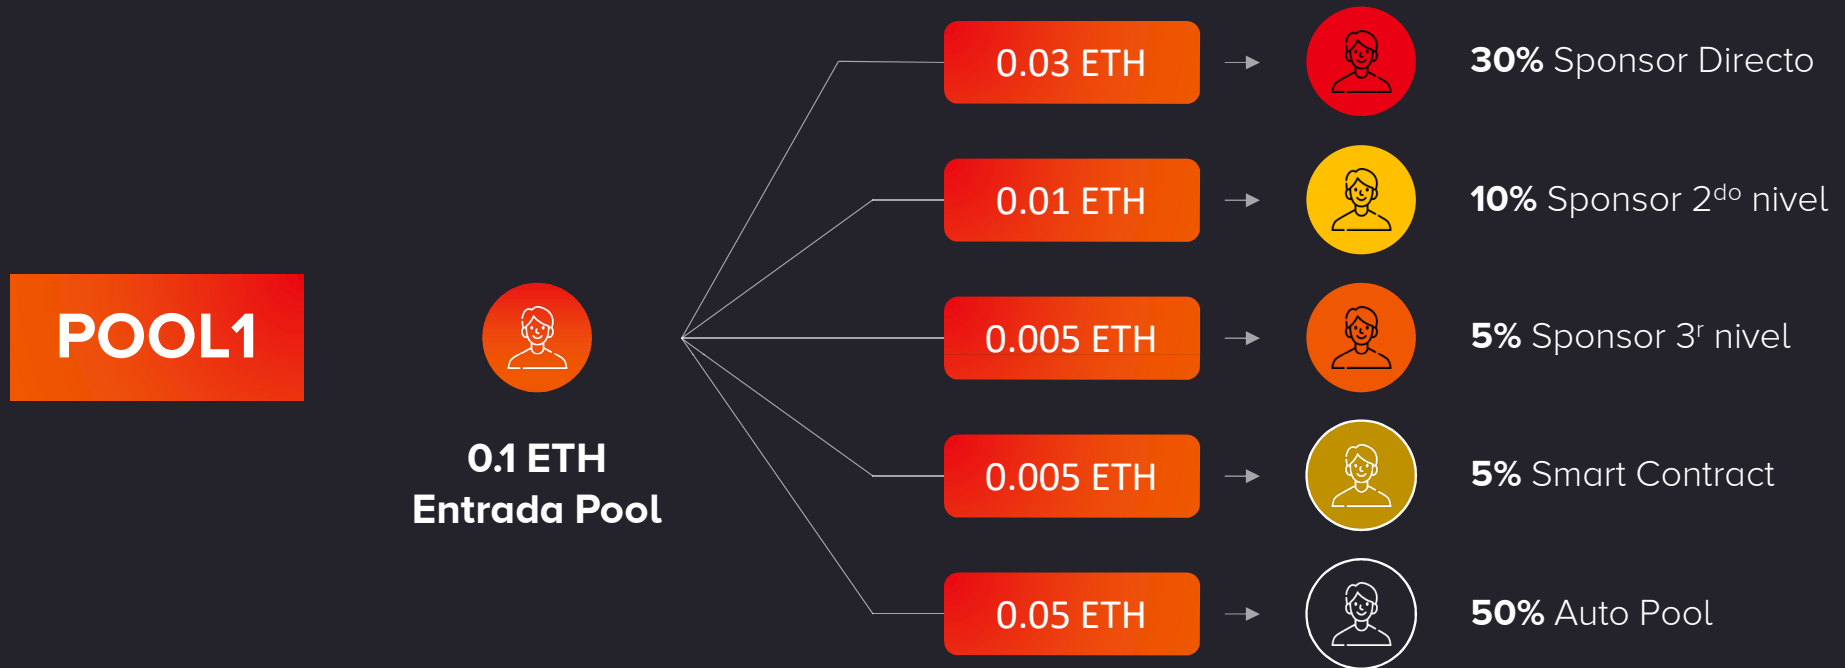 POOL1
0.1 ETH
Entrada Pool
0.03 ETH
30% Sponsor Directo
0.01 ETH
10% Sponsor 2ᵈᵒ nivel
0.005 ETH
5% Sponsor 3ʳ nivel
0.005 ETH
5% Smart Contract
0.05 ETH
50% Auto Pool